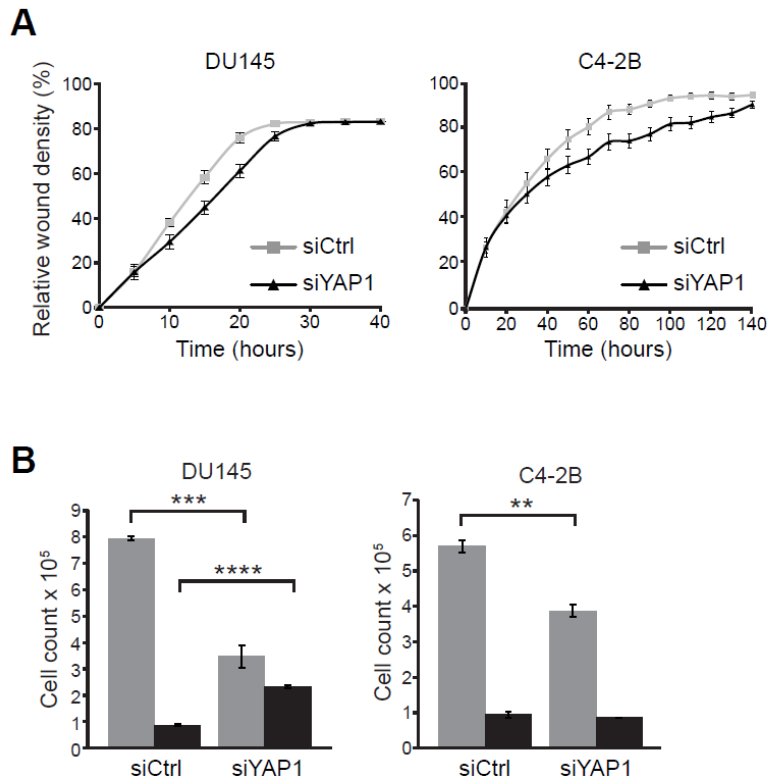 A
DU145
C4-2B
Relative wound density (%)
100
80
60
40
20
0
siCtrl
siYAP1
0 10 20 30 40
Time (hours)
100
80
60
40
20
0
siCtrl
siYAP1
0 20 40 60 80 100 120 140
Time (hours)
B
DU145
Cell count x 10⁵
9
8
7
6
5
4
3
2
1
0
***
****
siCtrl siYAP1
C4-2B
Cell count x 10⁵
7
6
5
4
3
2
1
0
**
siCtrl siYAP1